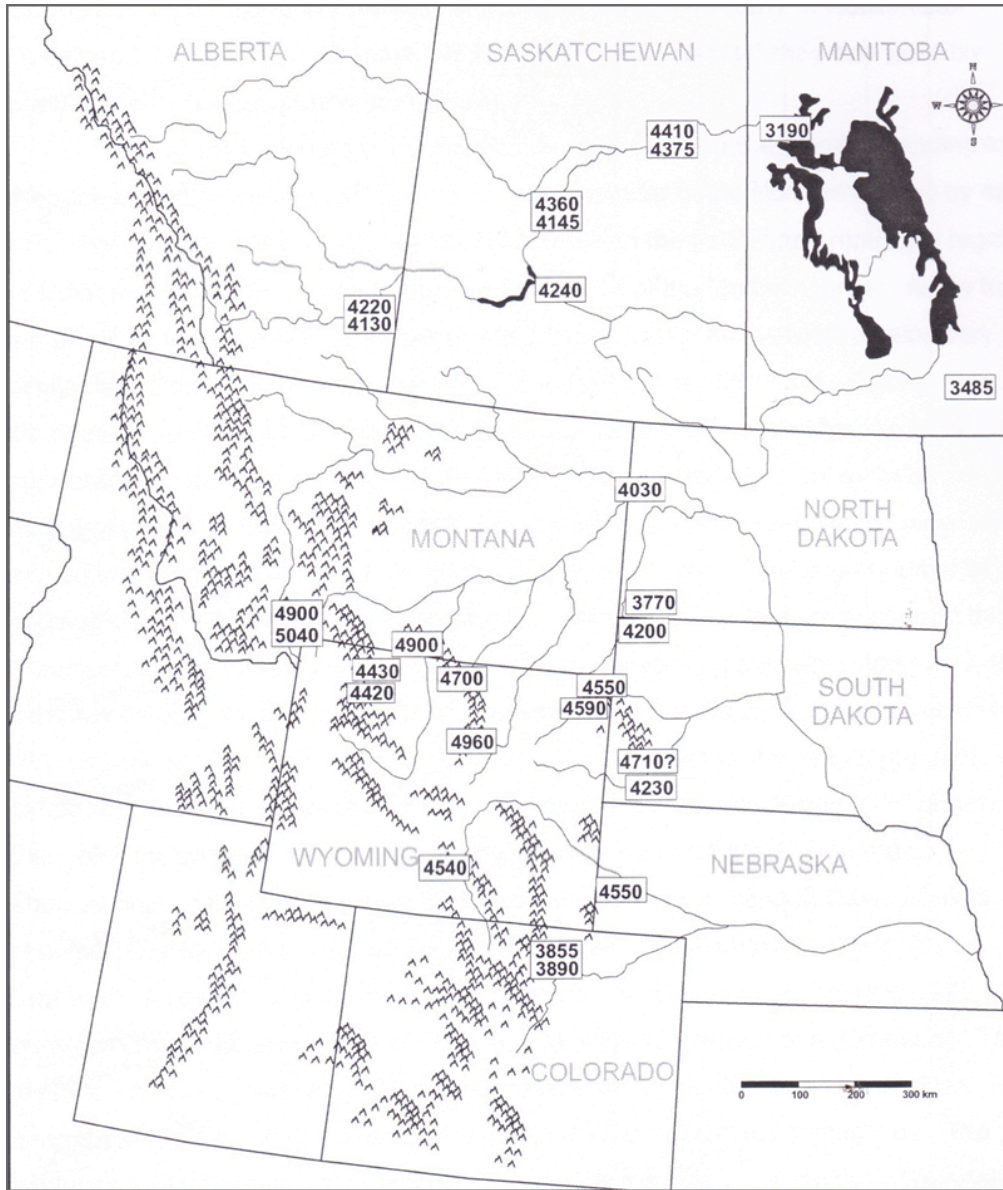 ALBERTA
SASKATCHEWAN
MANITOBA
N
W
E
S
4410
4375
3190
4360
4145
4240
4220
4130
3485
4030
NORTH
DAKOTA
MONTANA
3770
4200
4900
5040
4900
4430
4420
4700
4550
4590
SOUTH
DAKOTA
4960
4710?
4230
WYOMING
4540
4550
NEBRASKA
3855
3890
COLORADO
0 100 200 300 km